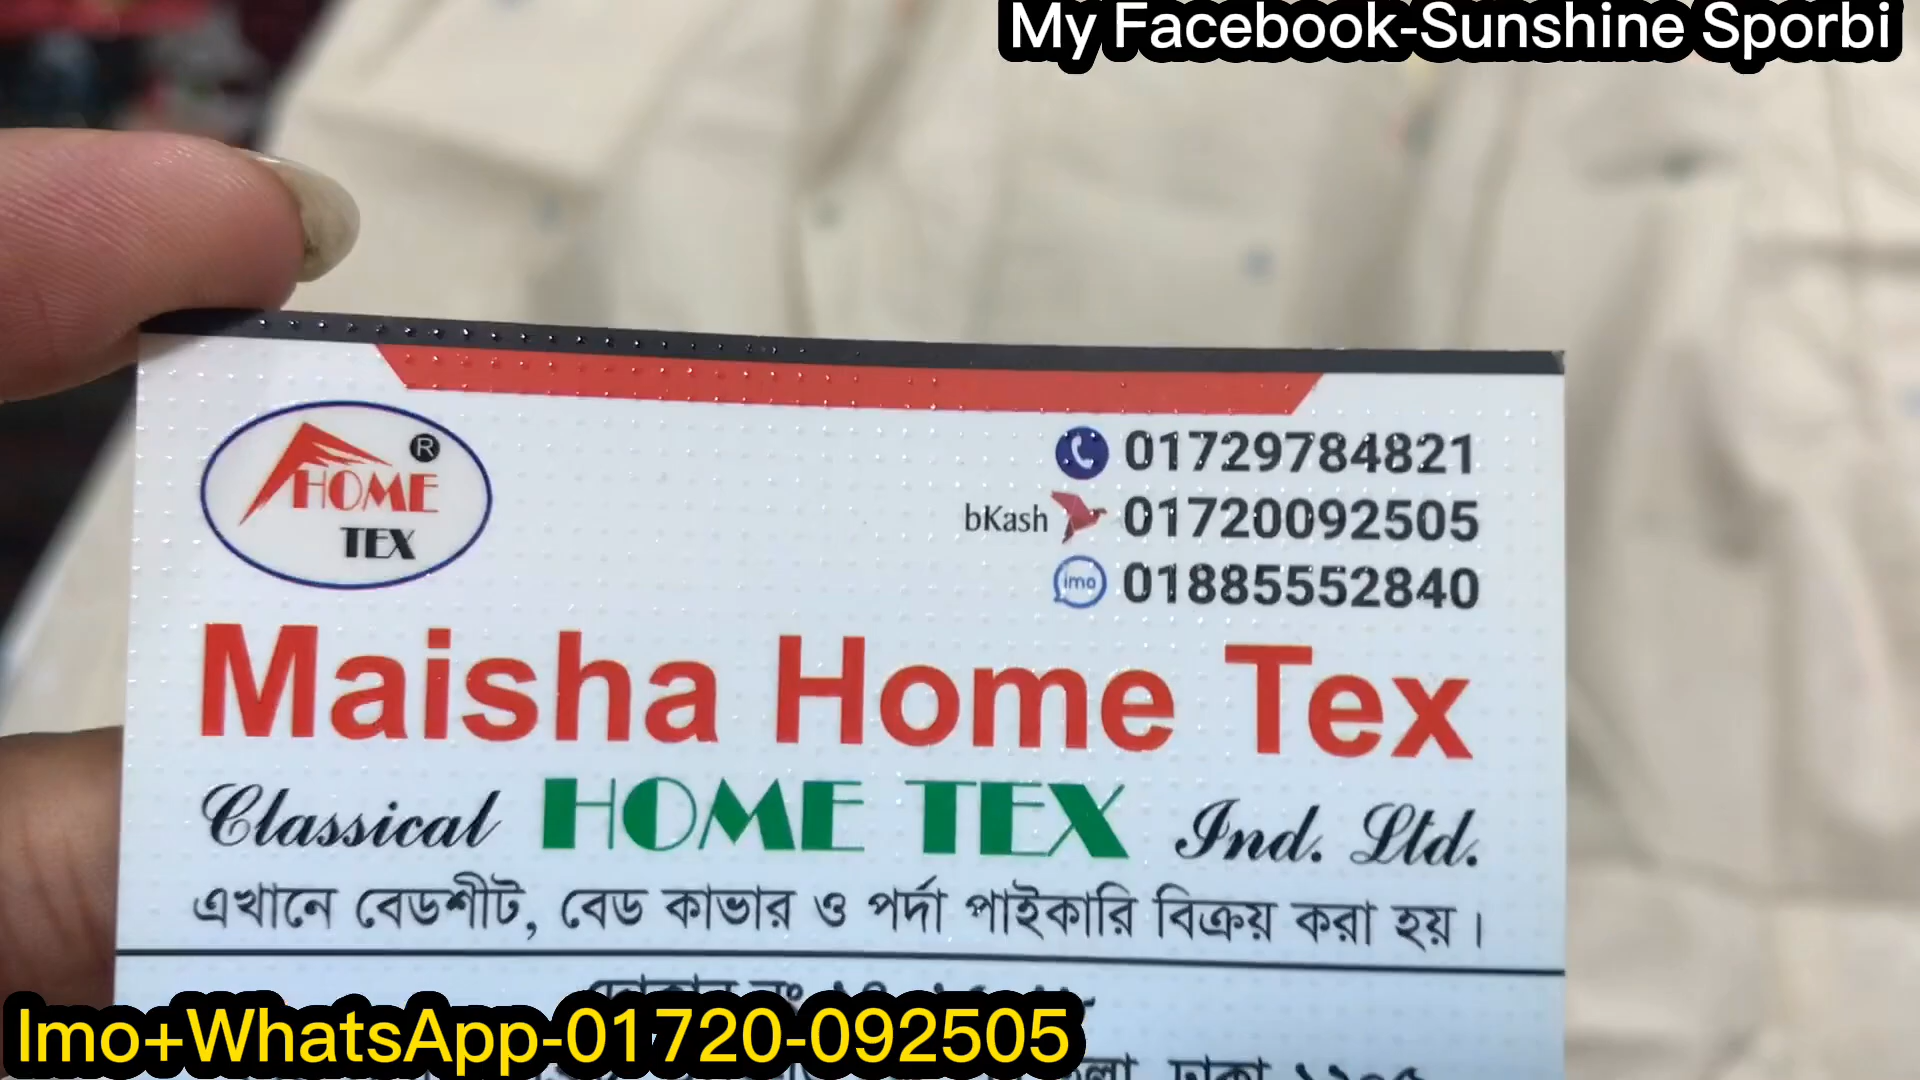 My Facebook-Sunshine Sporbi
HOME ®
TEX
01729784821
bKash 01720092505
imo 01885552840
Maisha Home Tex
Classical HOME TEX Ind. Ltd.
এখানে বেডশীট, বেড কাভার ও পর্দা পাইকারি বিক্রয় করা হয়।
Imo+WhatsApp-01720-092505